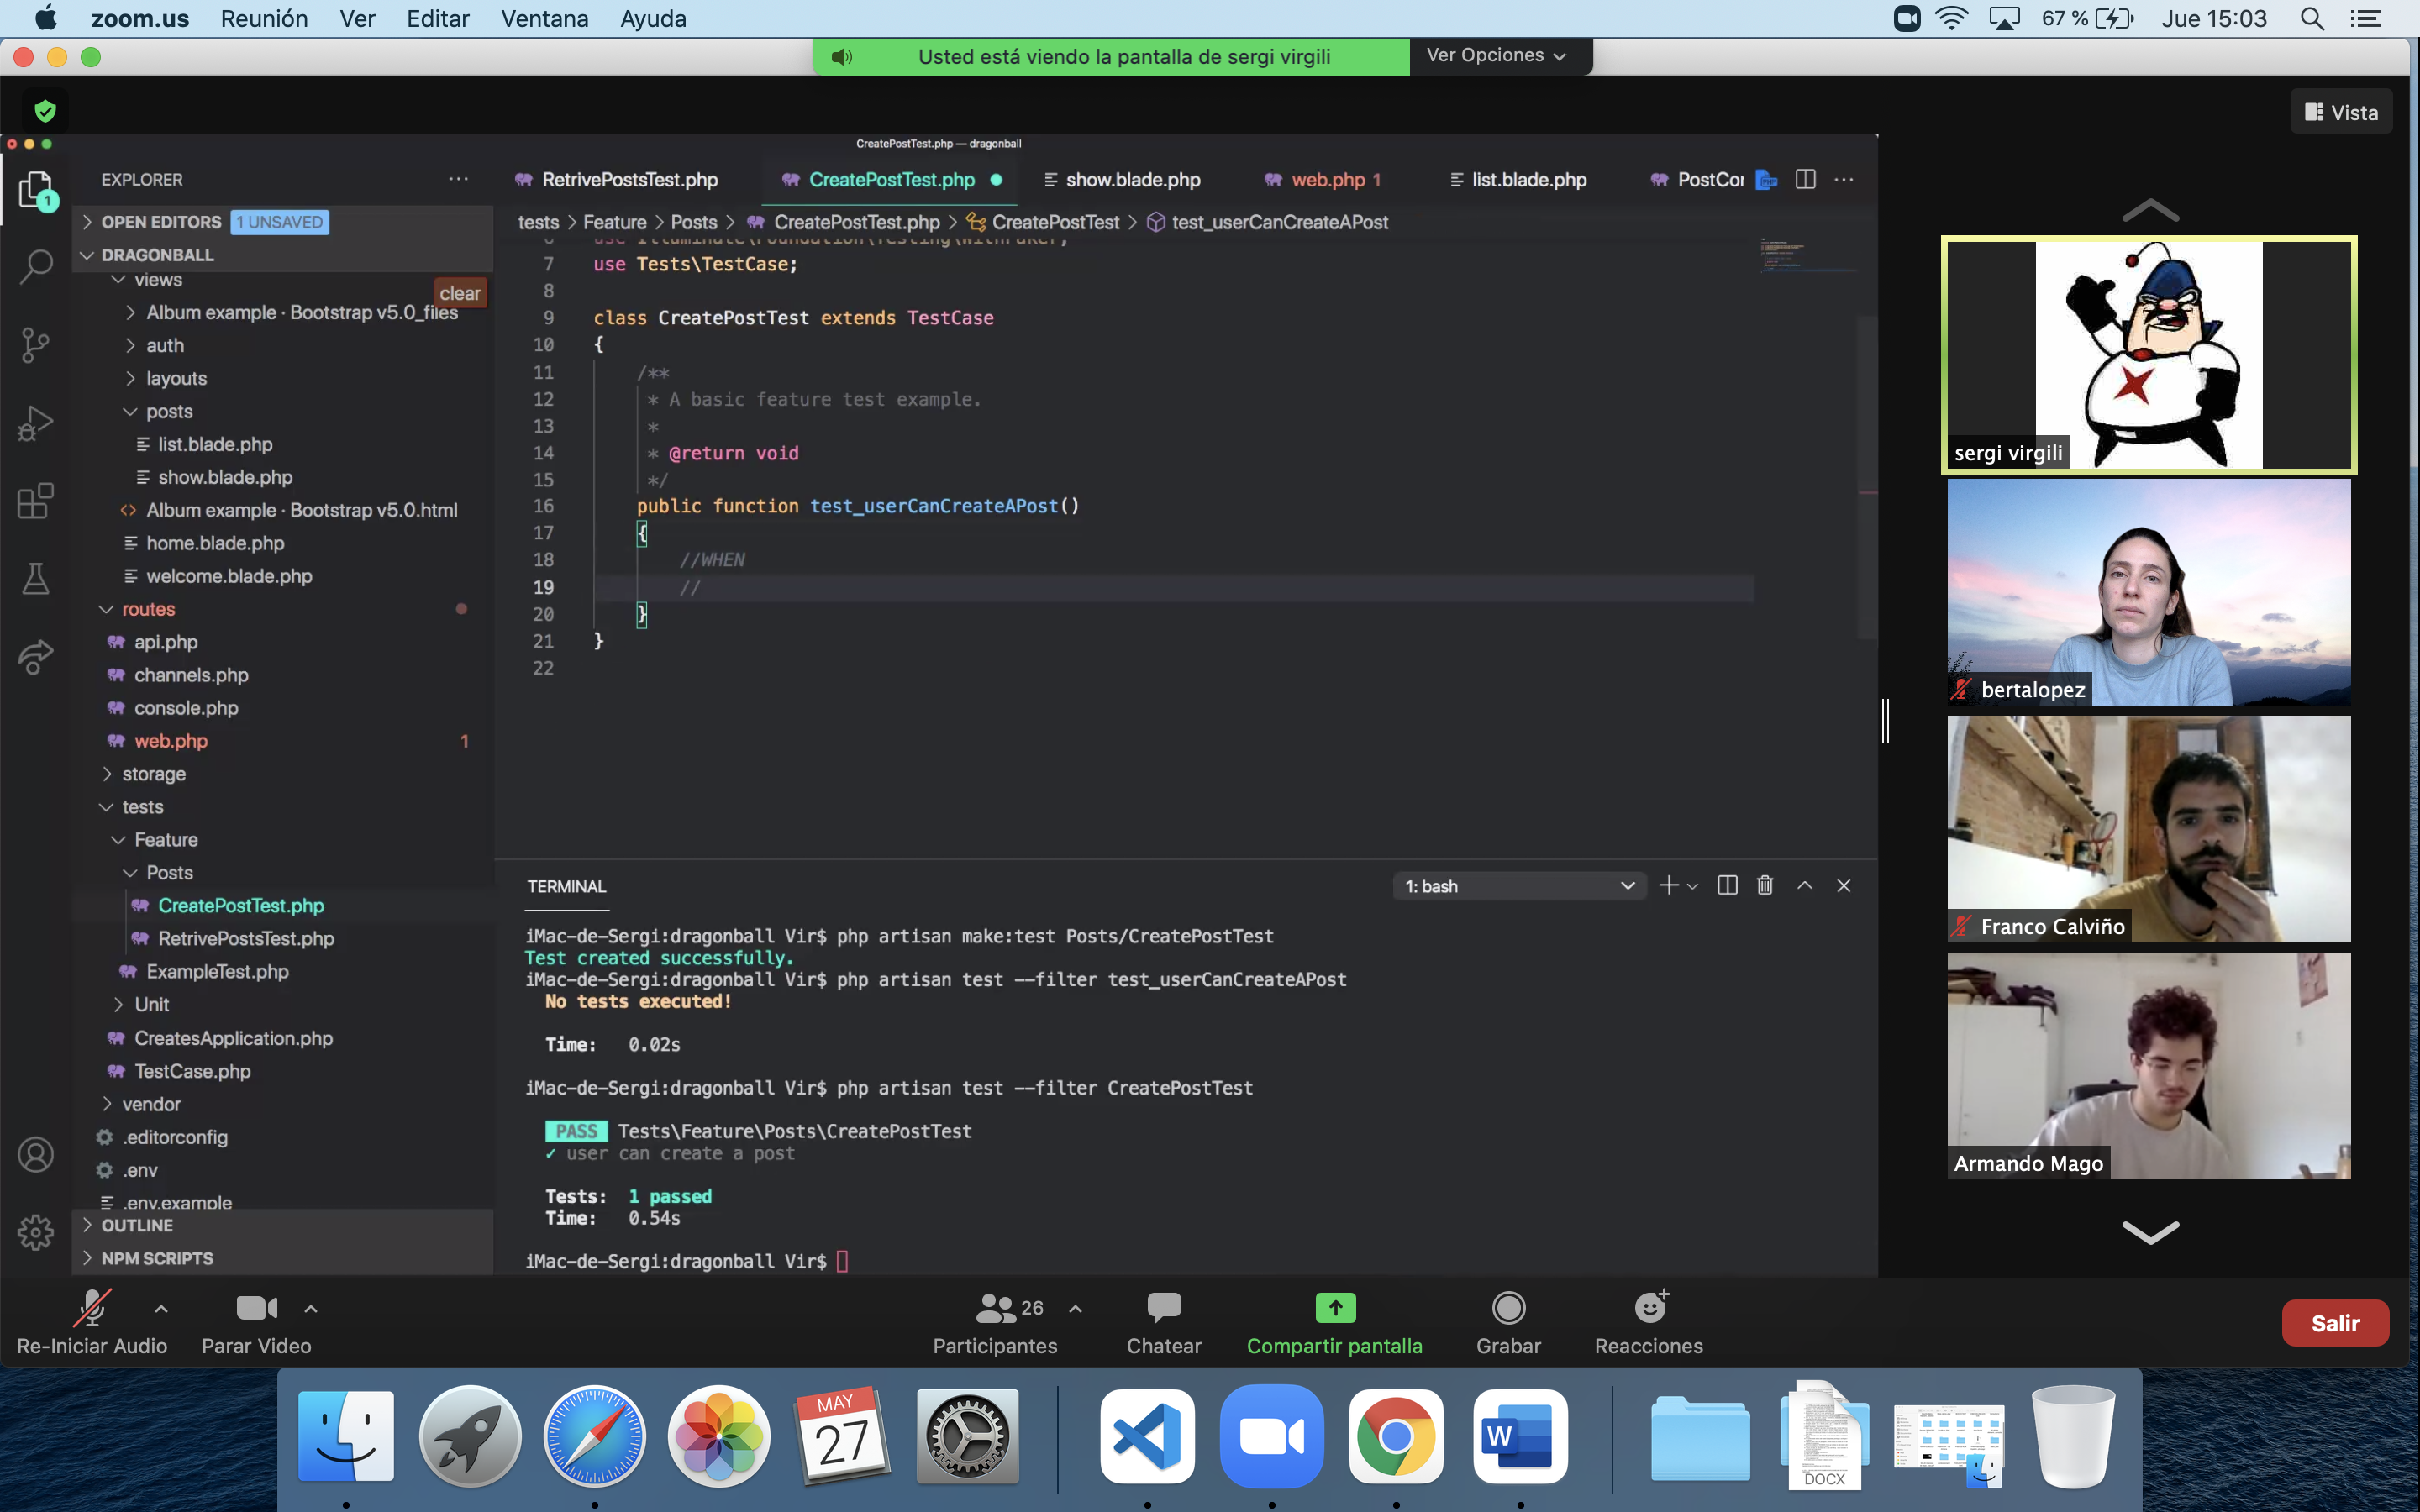 zoom.us Reunión Ver Editar Ventana Ayuda 67 % Jue 15:03
Usted está viendo la pantalla de sergi virgili Ver Opciones
Vista
CreatePostTest.php — dragonball
EXPLORER
RetrivePostsTest.php CreatePostTest.php show.blade.php web.php 1 list.blade.php PostCor
1
OPEN EDITORS 1 UNSAVED
tests > Feature > Posts > CreatePostTest.php > CreatePostTest > test_userCanCreateAPost
DRAGONBALL
views
clear
Album example · Bootstrap v5.0_files
auth
layouts
posts
list.blade.php
show.blade.php
Album example · Bootstrap v5.0.html
home.blade.php
welcome.blade.php
routes
api.php
channels.php
console.php
web.php 1
storage
tests
Feature
Posts
CreatePostTest.php
RetrivePostsTest.php
ExampleTest.php
Unit
CreatesApplication.php
TestCase.php
vendor
.editorconfig
.env
.env.example
OUTLINE
NPM SCRIPTS
6 use Illuminate\Foundation\Testing\WithFaker;
7 use Tests\TestCase;
8
9 class CreatePostTest extends TestCase
10 {
11 /**
12 * A basic feature test example.
13 *
14 * @return void
15 */
16 public function test_userCanCreateAPost()
17 {
18 //WHEN
19 //
20 }
21 }
22
TERMINAL 1: bash
iMac-de-Sergi:dragonball Vir$ php artisan make:test Posts/CreatePostTest
Test created successfully.
iMac-de-Sergi:dragonball Vir$ php artisan test --filter test_userCanCreateAPost
No tests executed!
Time: 0.02s
iMac-de-Sergi:dragonball Vir$ php artisan test --filter CreatePostTest
PASS Tests\Feature\Posts\CreatePostTest
✓ user can create a post
Tests: 1 passed
Time: 0.54s
iMac-de-Sergi:dragonball Vir$
sergi virgili
bertalopez
Franco Calviño
Armando Mago
Re-Iniciar Audio
Parar Video
26
Participantes
Chatear
Compartir pantalla
Grabar
Reacciones
Salir
MAY
27
W
DOCX